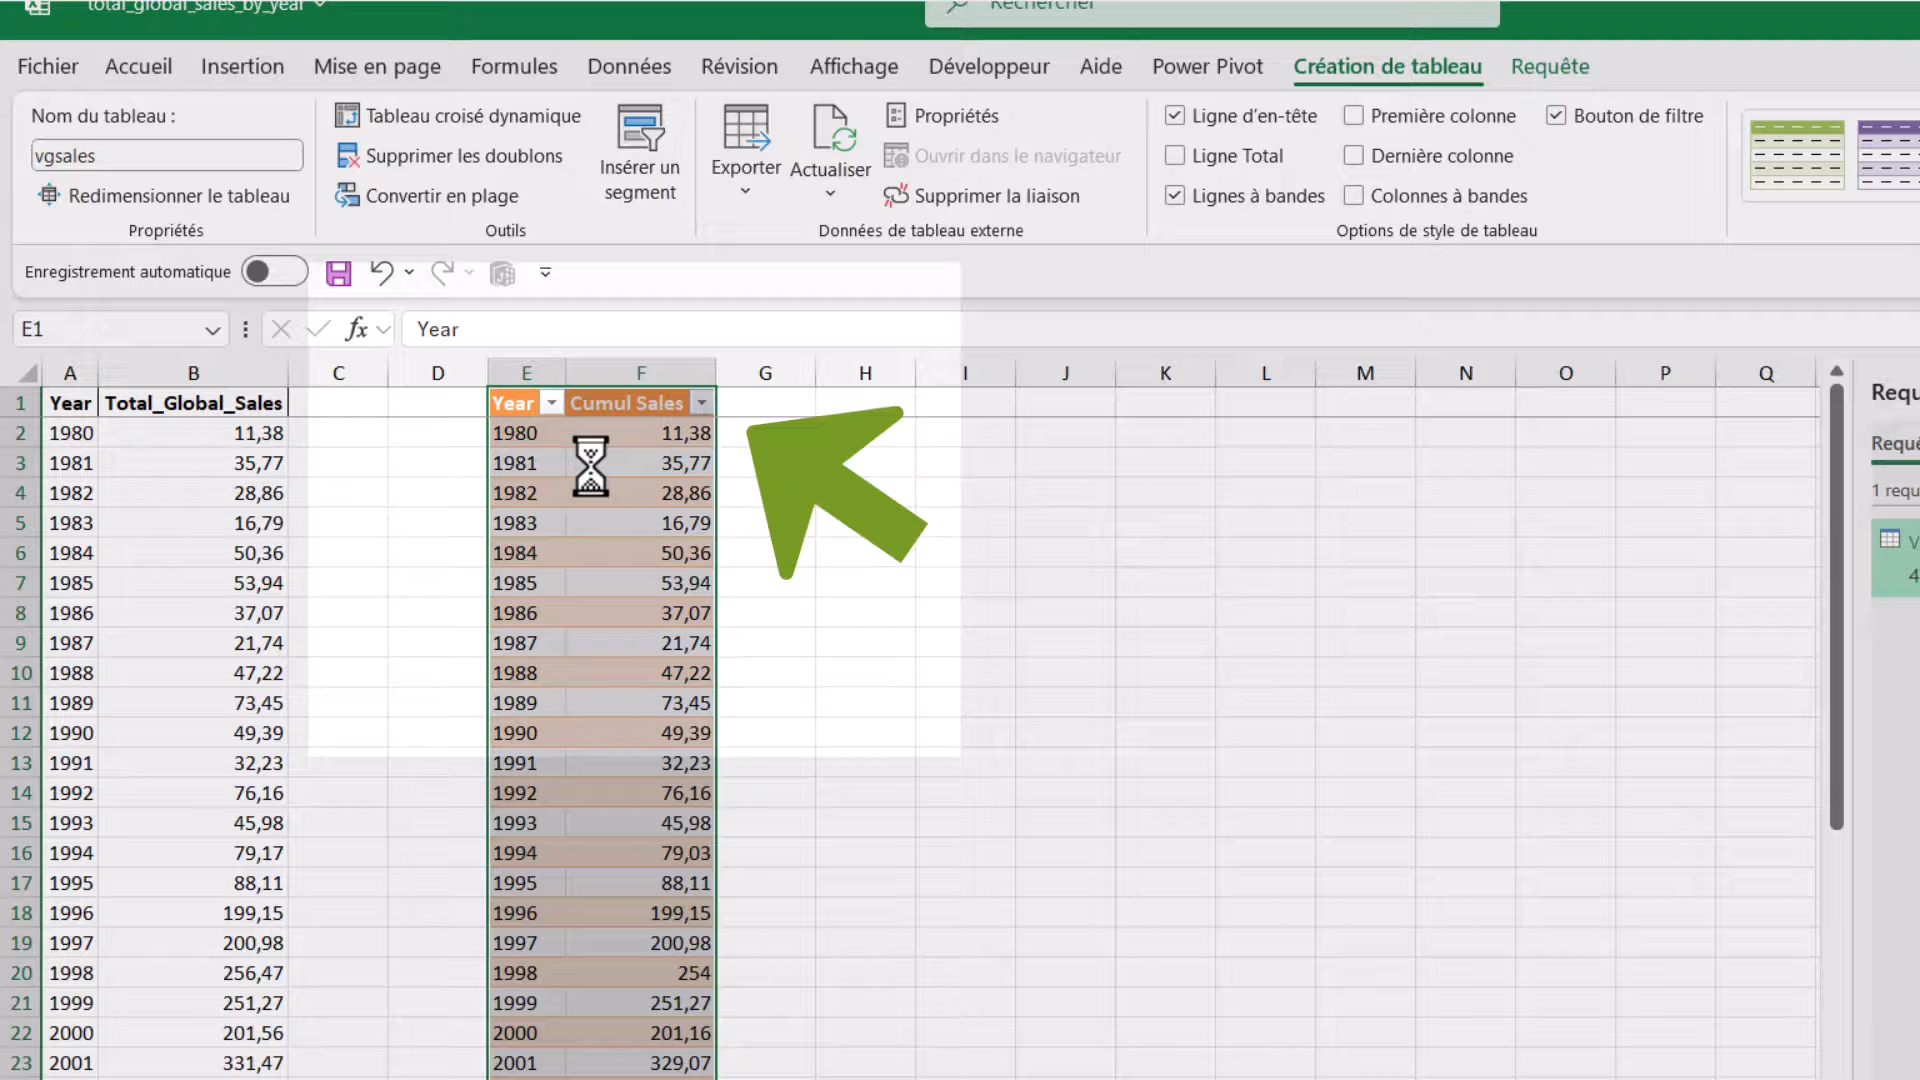 total_global_sales_by_year
Rechercher
Fichier Accueil Insertion Mise en page Formules Données Révision Affichage Développeur Aide Power Pivot Création de tableau Requête
Nom du tableau :
vgsales
Redimensionner le tableau
Propriétés
Tableau croisé dynamique
Supprimer les doublons
Convertir en plage
Insérer un
segment
Outils
Exporter
Actualiser
Propriétés
Ouvrir dans le navigateur
Supprimer la liaison
Données de tableau externe
Ligne d'en-tête
Ligne Total
Lignes à bandes
Première colonne
Dernière colonne
Colonnes à bandes
Bouton de filtre
Options de style de tableau
Enregistrement automatique
E1 fx Year
A B C D E F G H I J K L M N O P Q
1 Year Total_Global_Sales Year Cumul Sales
2 1980 11,38 1980 11,38
3 1981 35,77 1981 35,77
4 1982 28,86 1982 28,86
5 1983 16,79 1983 16,79
6 1984 50,36 1984 50,36
7 1985 53,94 1985 53,94
8 1986 37,07 1986 37,07
9 1987 21,74 1987 21,74
10 1988 47,22 1988 47,22
11 1989 73,45 1989 73,45
12 1990 49,39 1990 49,39
13 1991 32,23 1991 32,23
14 1992 76,16 1992 76,16
15 1993 45,98 1993 45,98
16 1994 79,17 1994 79,03
17 1995 88,11 1995 88,11
18 1996 199,15 1996 199,15
19 1997 200,98 1997 200,98
20 1998 256,47 1998 254
21 1999 251,27 1999 251,27
22 2000 201,56 2000 201,16
23 2001 331,47 2001 329,07
Requ
Requê
1 requ
4